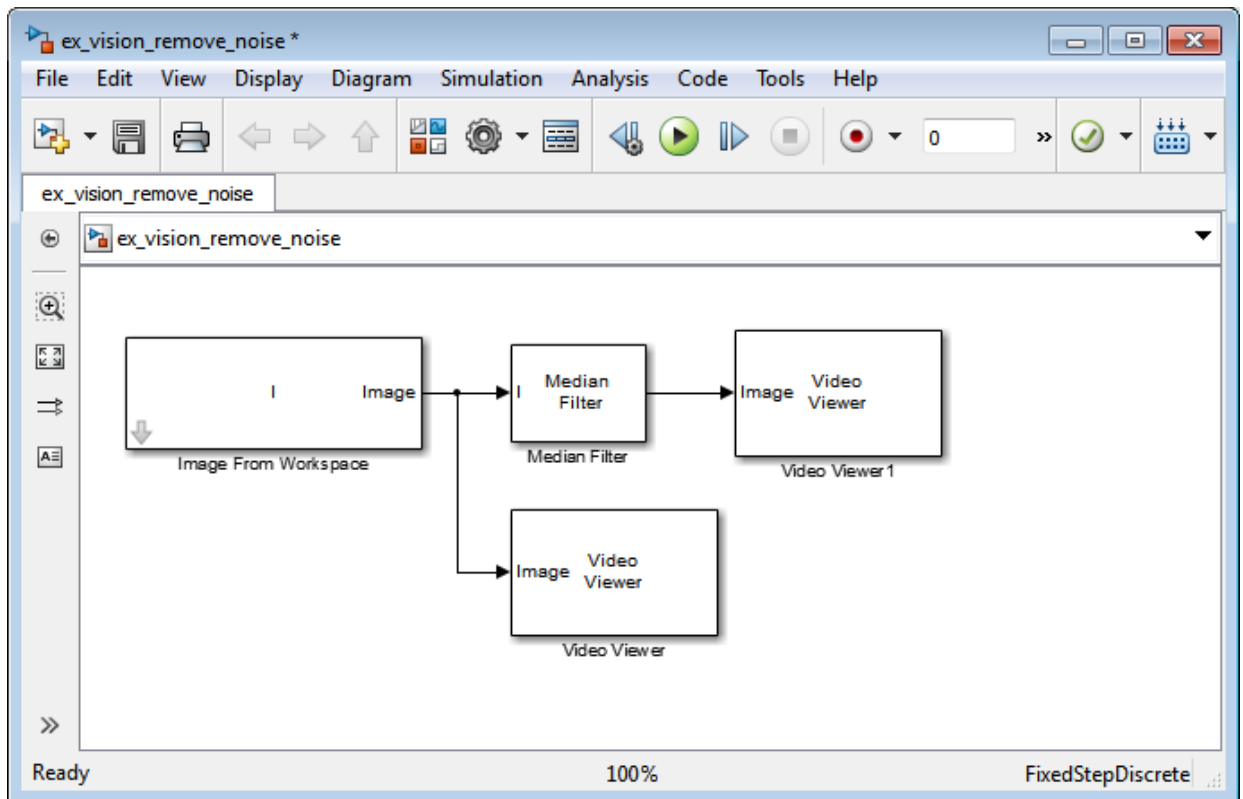 ex_vision_remove_noise *
File Edit View Display Diagram Simulation Analysis Code Tools Help
0 »
ex_vision_remove_noise
ex_vision_remove_noise
I Image
Image From Workspace
I Median
Filter
Median Filter
Image Video
Viewer
Video Viewer1
Image Video
Viewer
Video Viewer
A
»
Ready 100% FixedStepDiscrete